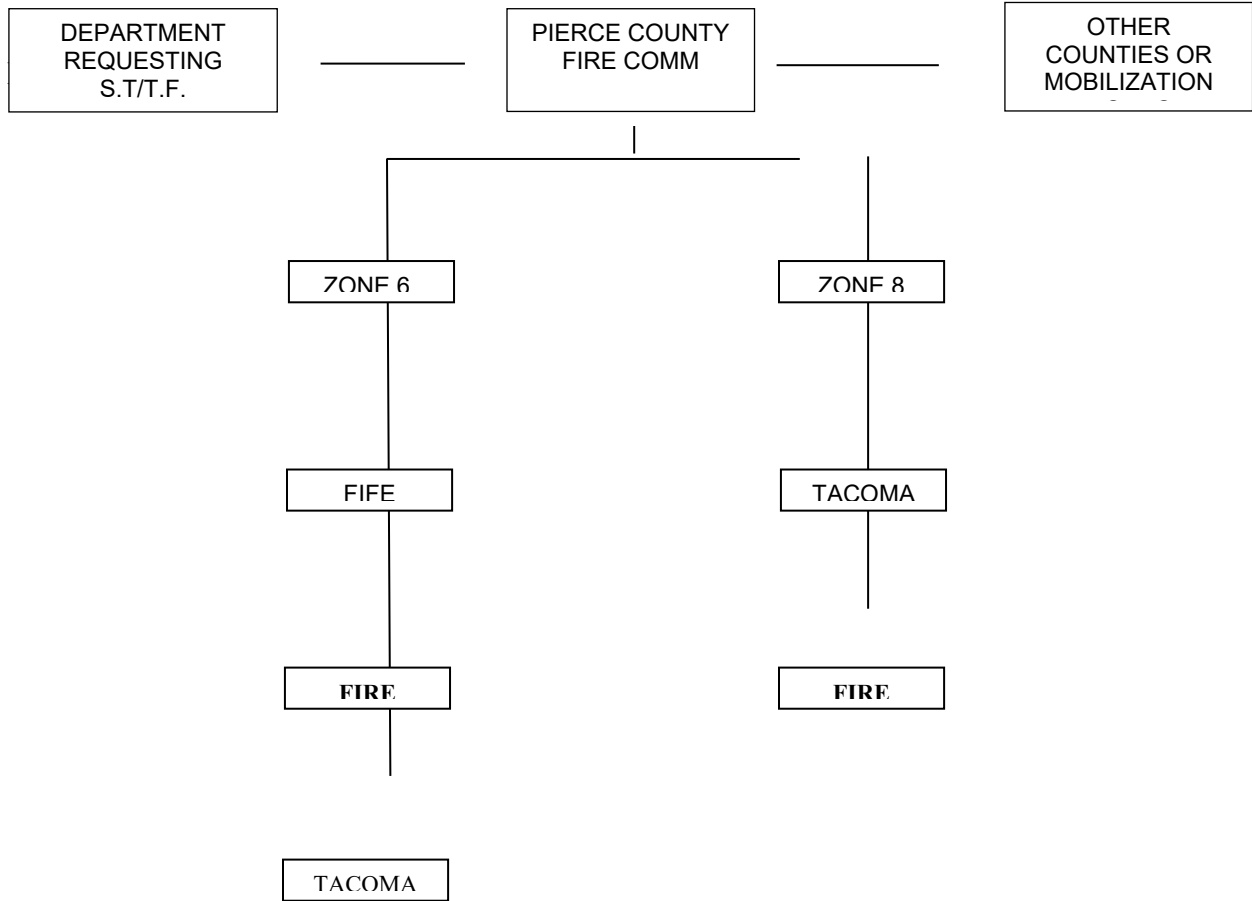 DEPARTMENT
REQUESTING
S.T/T.F.
PIERCE COUNTY
FIRE COMM
OTHER
COUNTIES OR
MOBILIZATION
ZONE 6
ZONE 8
FIFE
TACOMA
FIRE
FIRE
TACOMA